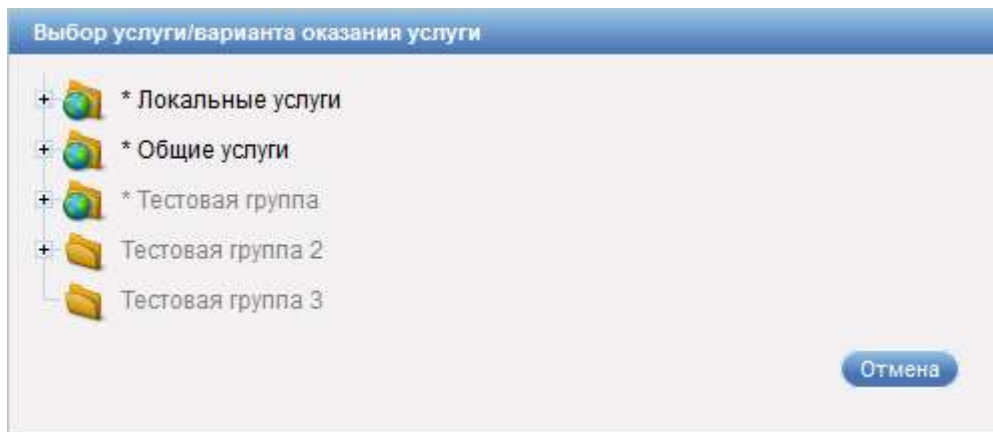 Выбор услуги/варианта оказания услуги
* Локальные услуги
* Общие услуги
* Тестовая группа
Тестовая группа 2
Тестовая группа 3
Отмена